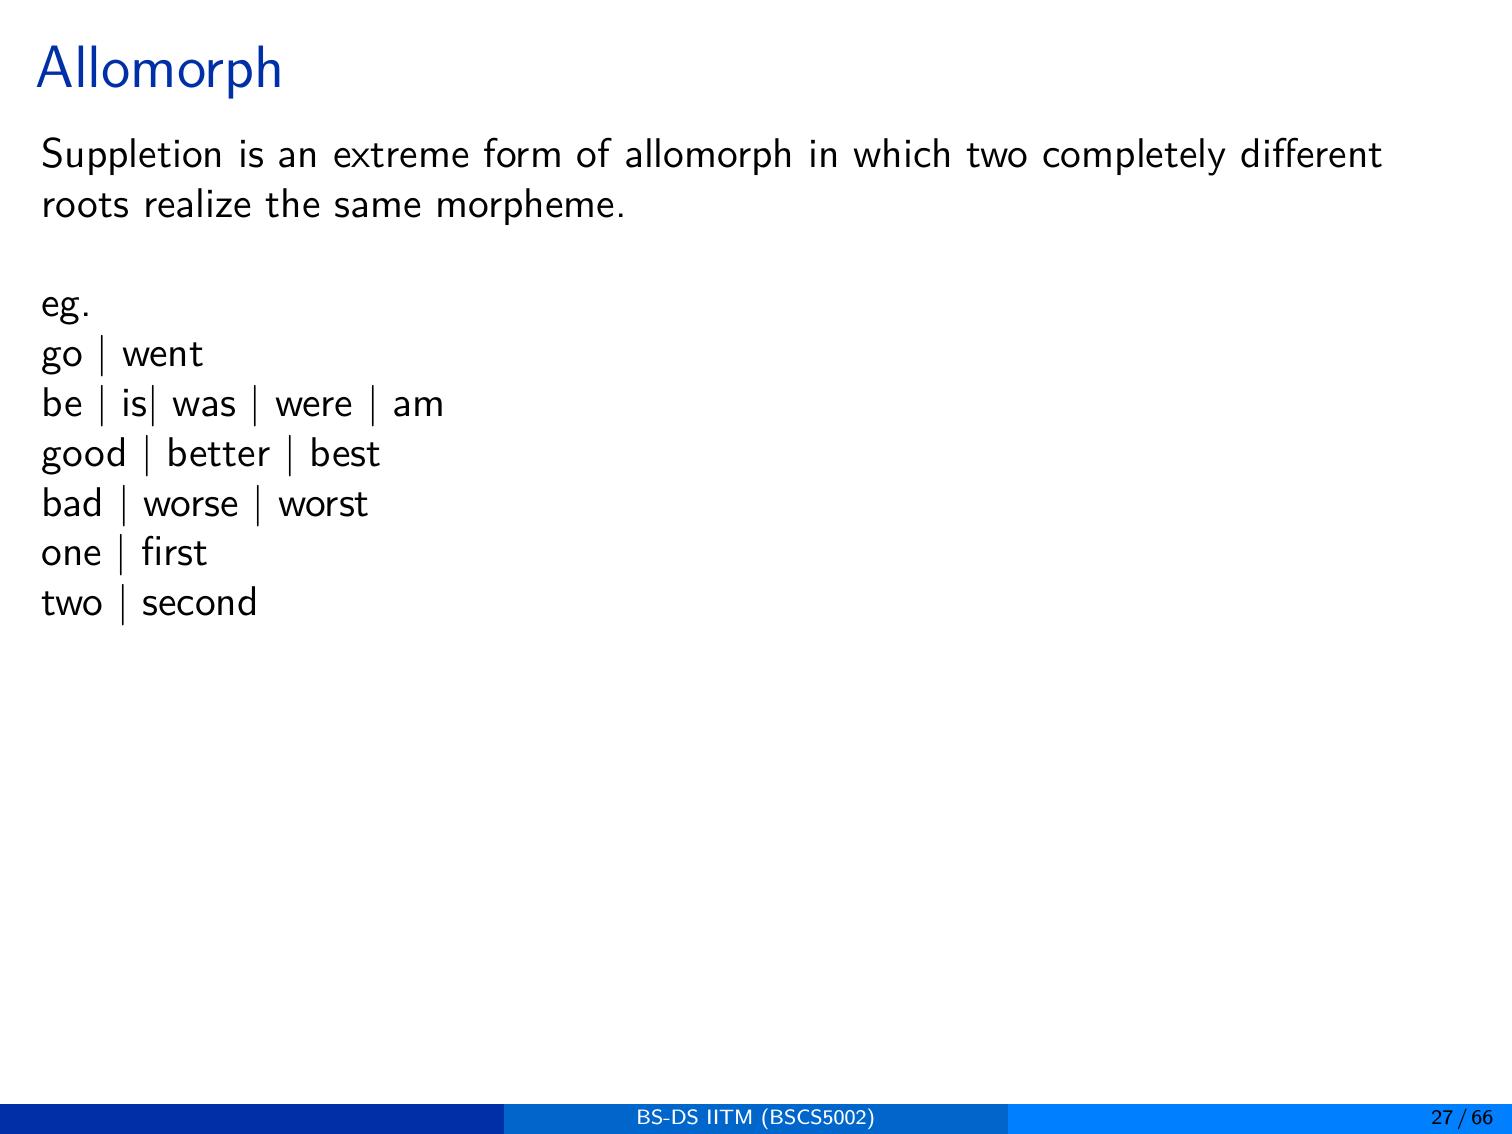 Allomorph
Suppletion is an extreme form of allomorph in which two completely different
roots realize the same morpheme.
eg.
go | went
be | is| was | were | am
good | better | best
bad | worse | worst
one | first
two | second
BS-DS IITM (BSCS5002)
27 / 66